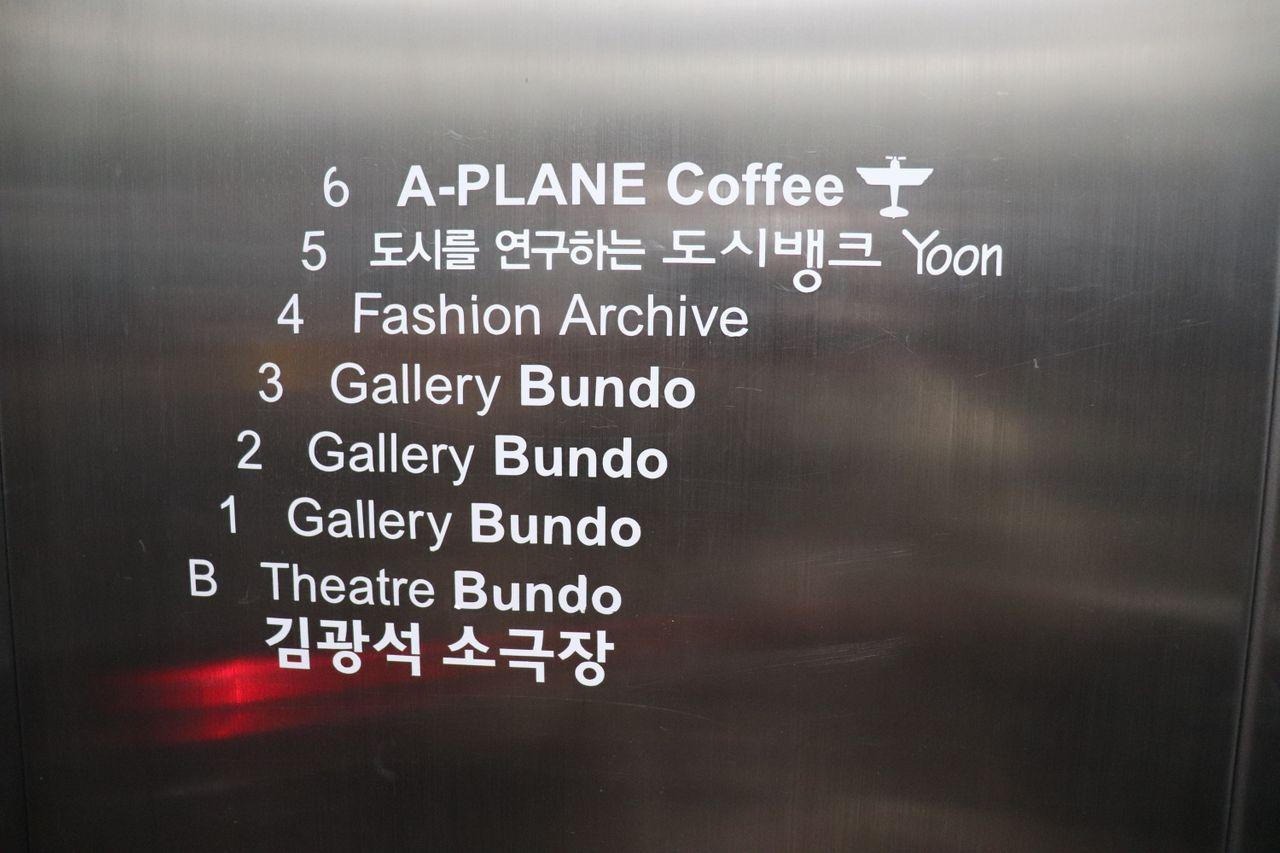 6 A-PLANE Coffee
5 도시를 연구하는 도시뱅크 Yoon
4 Fashion Archive
3 Gallery Bundo
2 Gallery Bundo
1 Gallery Bundo
B Theatre Bundo
김광석 소극장